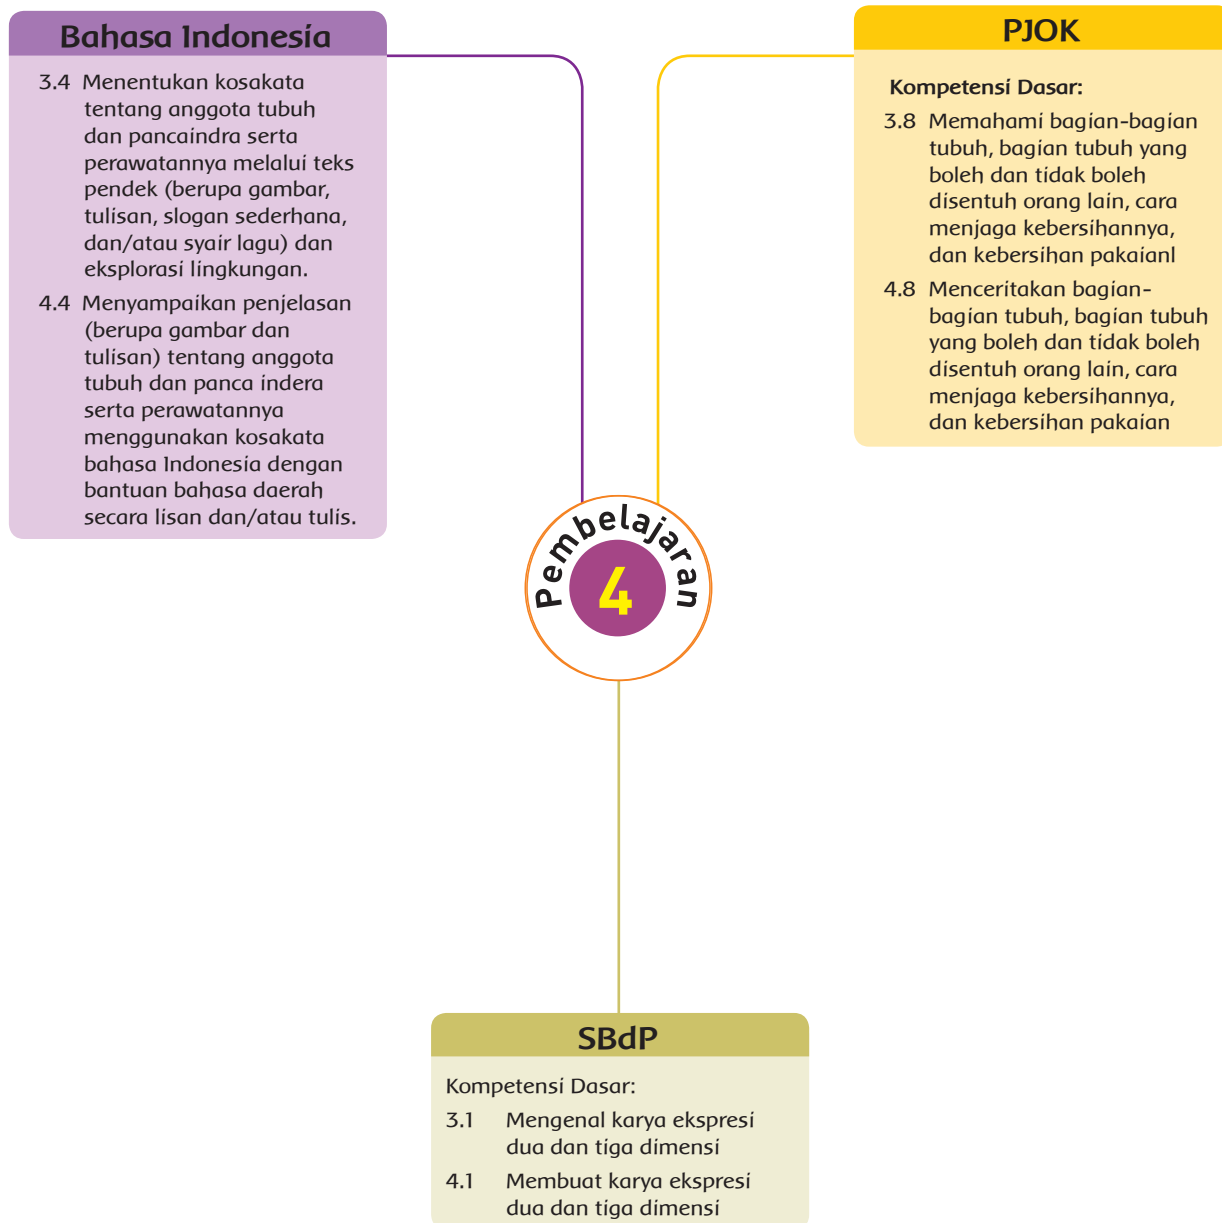 Bahasa Indonesia
3.4 Menentukan kosakata
tentang anggota tubuh
dan pancaindra serta
perawatannya melalui teks
pendek (berupa gambar,
tulisan, slogan sederhana,
dan/atau syair lagu) dan
eksplorasi lingkungan.
4.4 Menyampaikan penjelasan
(berupa gambar dan
tulisan) tentang anggota
tubuh dan panca indera
serta perawatannya
menggunakan kosakata
bahasa Indonesia dengan
bantuan bahasa daerah
secara lisan dan/atau tulis.
PJOK
Kompetensi Dasar:
3.8 Memahami bagian-bagian
tubuh, bagian tubuh yang
boleh dan tidak boleh
disentuh orang lain, cara
menjaga kebersihannya,
dan kebersihan pakaianl
4.8 Menceritakan bagian-
bagian tubuh, bagian tubuh
yang boleh dan tidak boleh
disentuh orang lain, cara
menjaga kebersihannya,
dan kebersihan pakaian
Pembelajaran
4
SBdP
Kompetensi Dasar:
3.1 Mengenal karya ekspresi
dua dan tiga dimensi
4.1 Membuat karya ekspresi
dua dan tiga dimensi